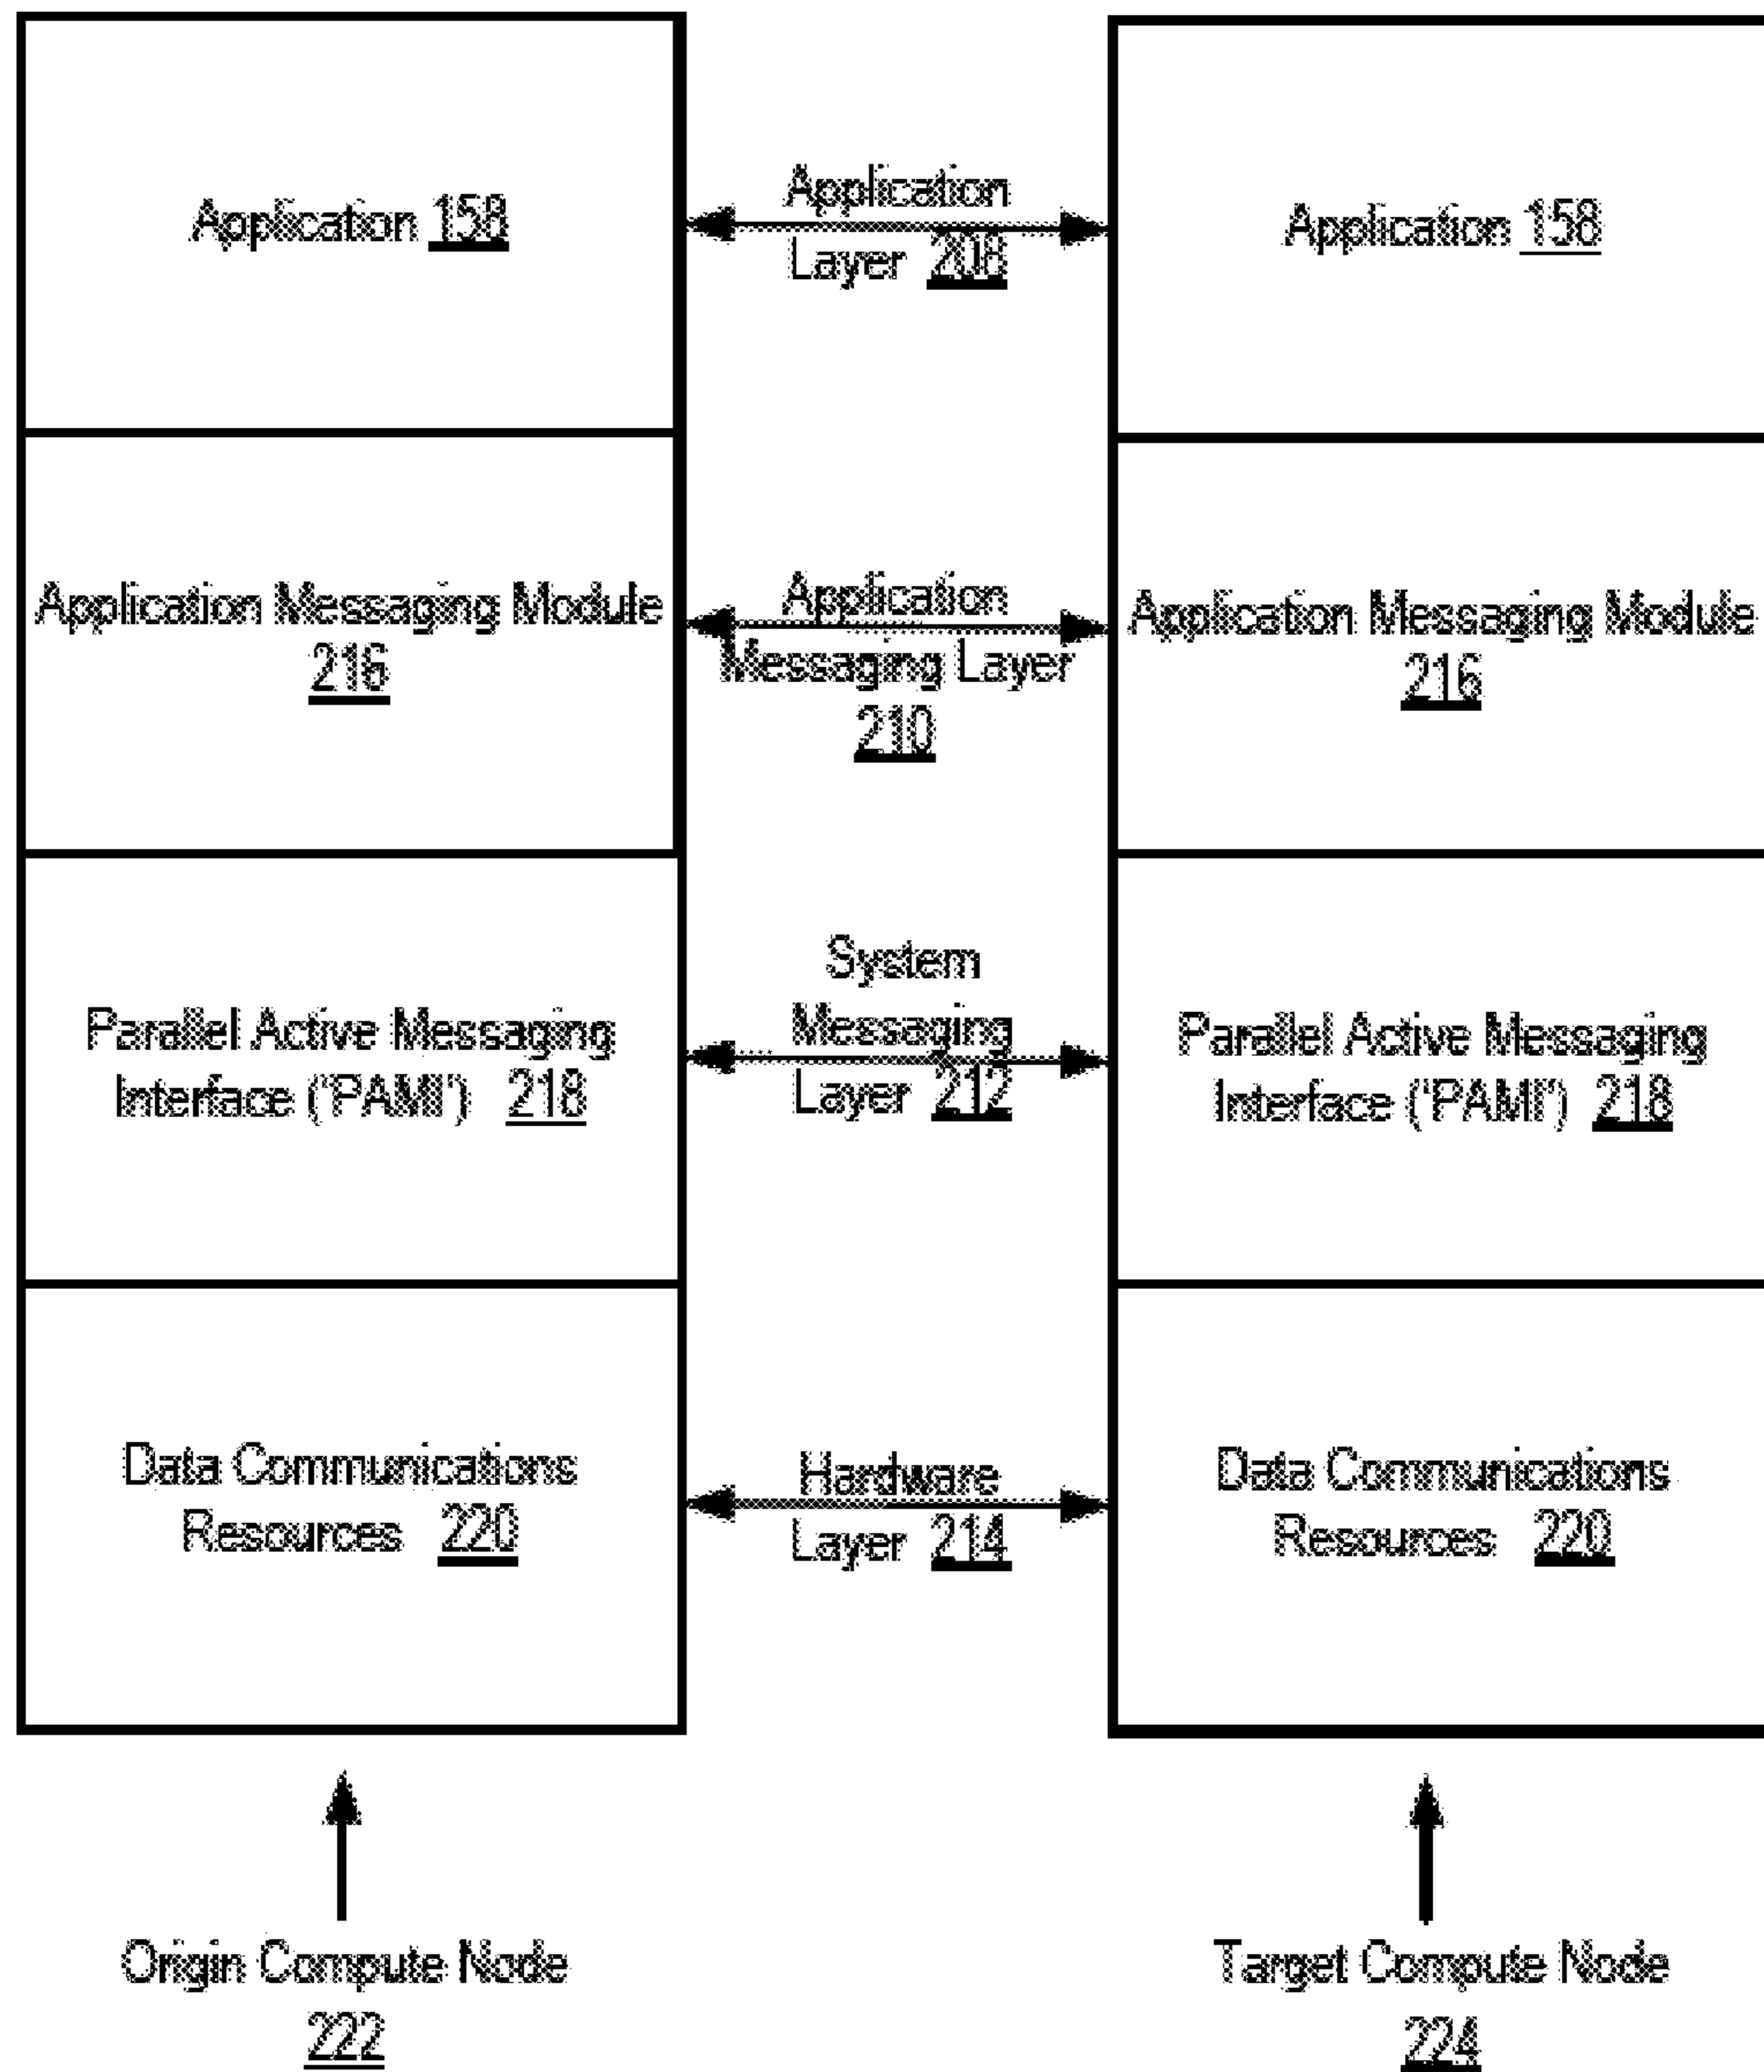 Application 158
Application
Layer 208
Application 158
Application Messaging Module
216
Application
Messaging Layer
210
Application Messaging Module
216
Parallel Active Messaging
Interface ('PAMI') 218
System
Messaging
Layer 212
Parallel Active Messaging
Interface ('PAMI') 218
Data Communications
Resources 220
Hardware
Layer 214
Data Communications
Resources 220
Origin Compute Node
222
Target Compute Node
224